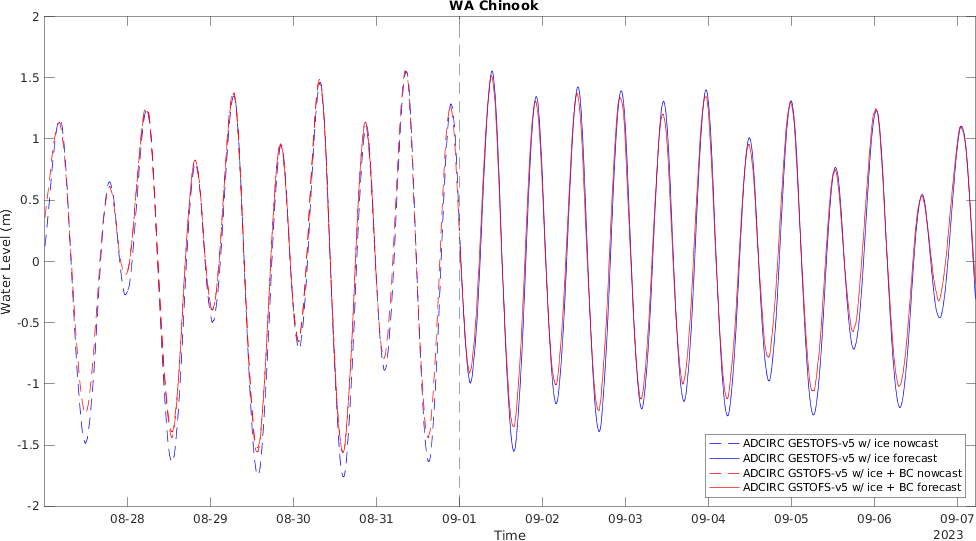 WA Chinook
2
1.5
1
0.5
0
-0.5
-1
-1.5
-2
Water Level (m)
ADCIRC GESTOFS-v5 w/ ice nowcast
ADCIRC GESTOFS-v5 w/ ice forecast
ADCIRC GSTOFS-v5 w/ ice + BC nowcast
ADCIRC GSTOFS-v5 w/ ice + BC forecast
08-28 08-29 08-30 08-31 09-01 09-02 09-03 09-04 09-05 09-06 09-07
Time
2023